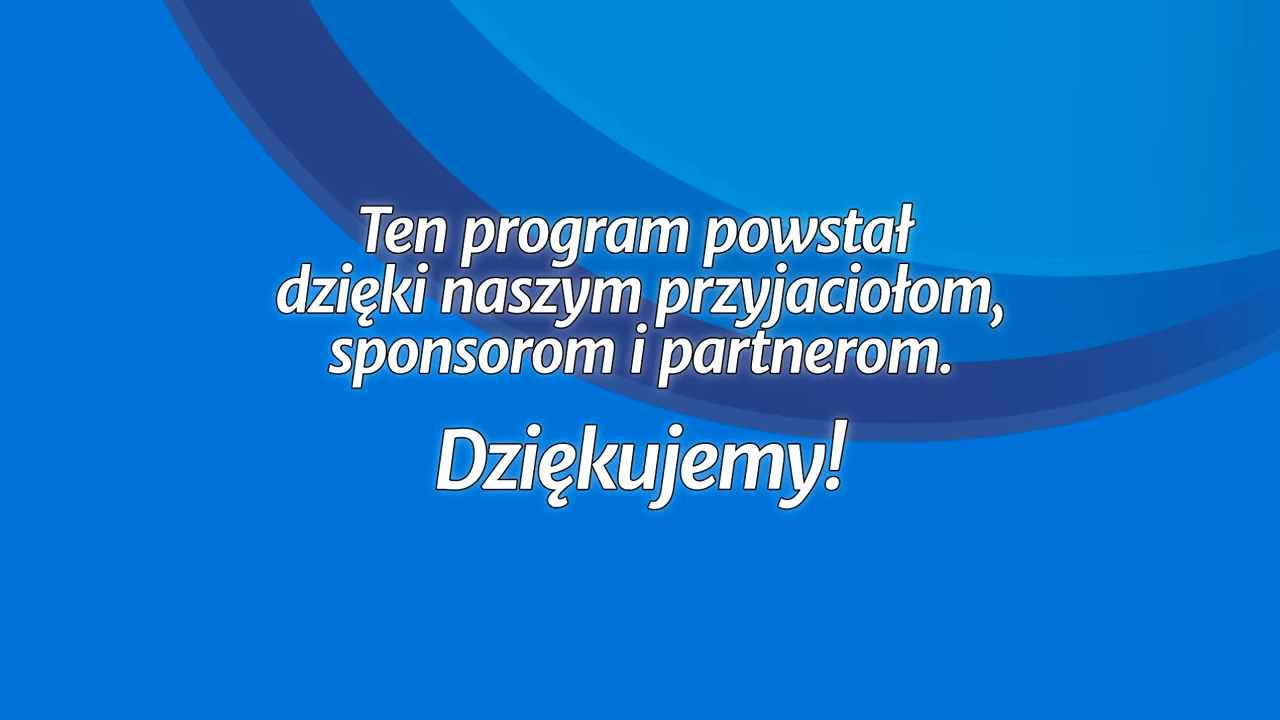 Ten program powstał
dzięki naszym przyjaciołom,
sponsorom i partnerom.
Dziękujemy!